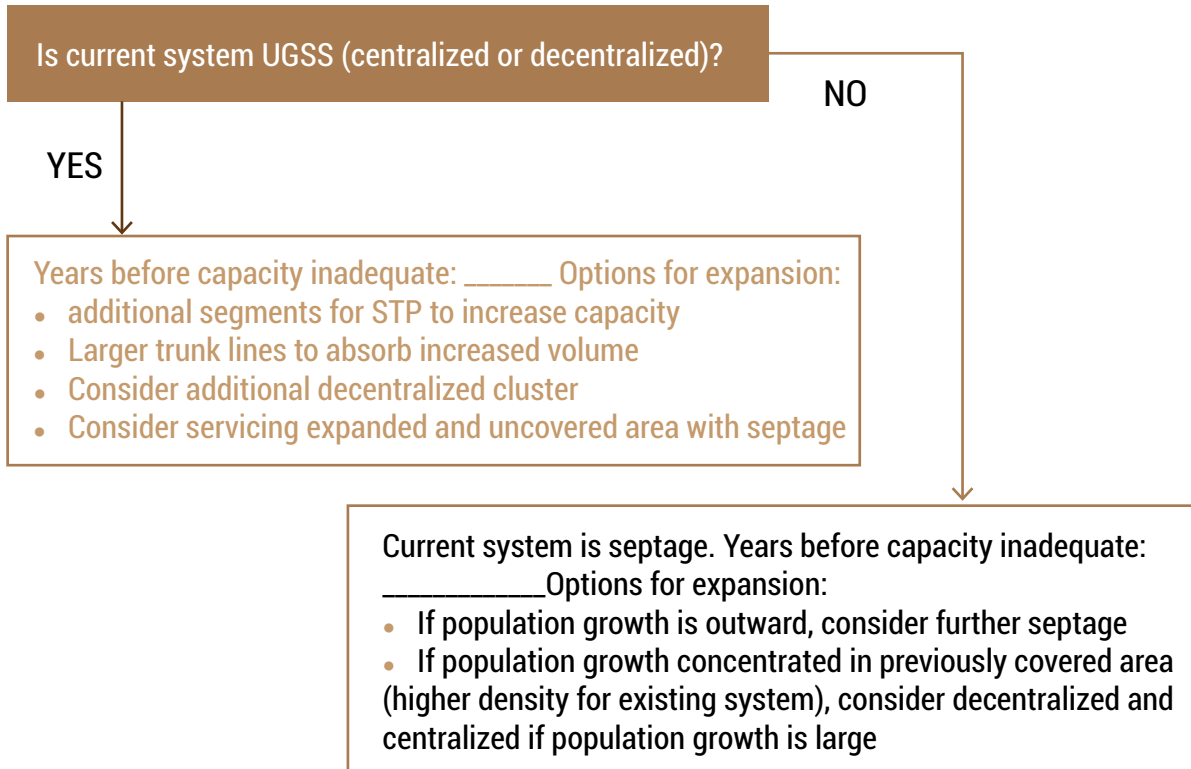 Is current system UGSS (centralized or decentralized)?
NO
YES
Years before capacity inadequate: _______ Options for expansion:
• additional segments for STP to increase capacity
• Larger trunk lines to absorb increased volume
• Consider additional decentralized cluster
• Consider servicing expanded and uncovered area with septage
Current system is septage. Years before capacity inadequate:
_____________Options for expansion:
• If population growth is outward, consider further septage
• If population growth concentrated in previously covered area
(higher density for existing system), consider decentralized and
centralized if population growth is large